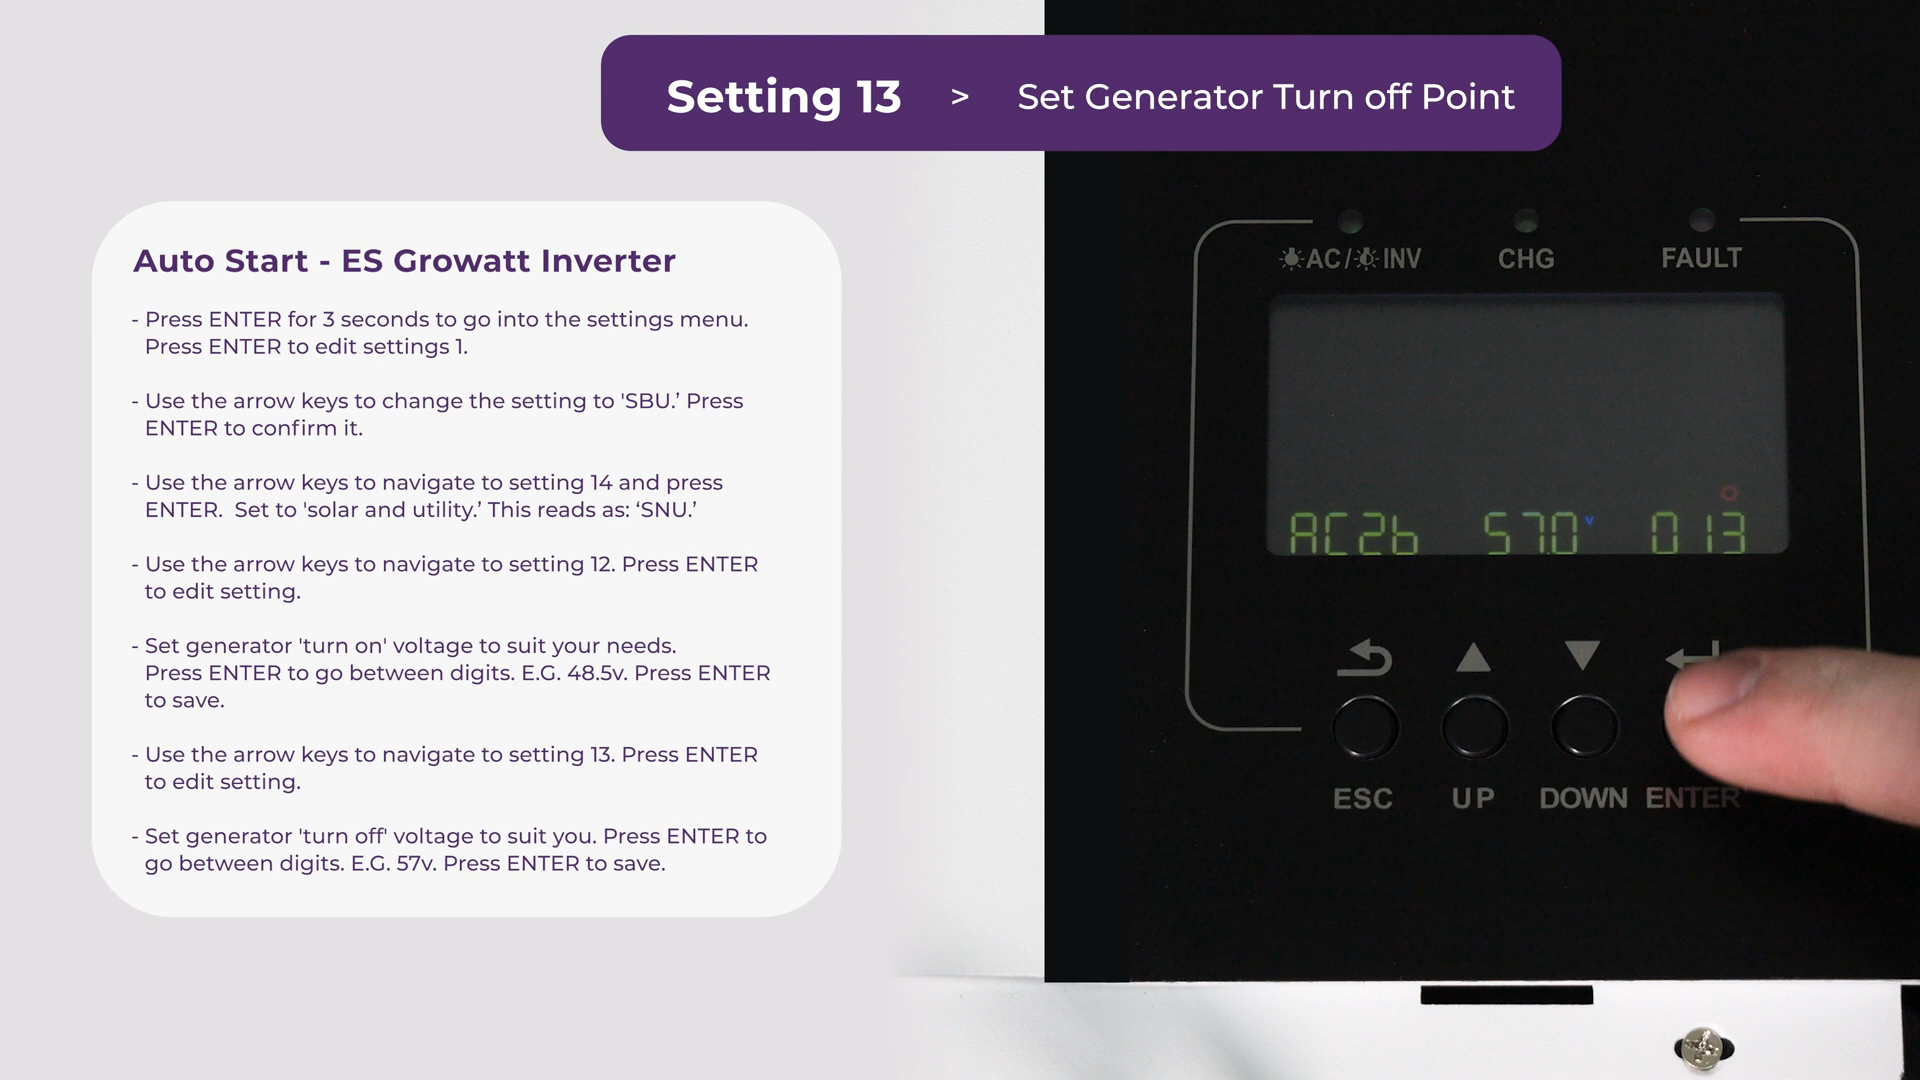 Setting 13 > Set Generator Turn off Point
Auto Start - ES Growatt Inverter
- Press ENTER for 3 seconds to go into the settings menu.
Press ENTER to edit settings 1.
- Use the arrow keys to change the setting to 'SBU.’ Press
ENTER to confirm it.
- Use the arrow keys to navigate to setting 14 and press
ENTER.  Set to 'solar and utility.’ This reads as: ‘SNU.’
- Use the arrow keys to navigate to setting 12. Press ENTER
to edit setting.
- Set generator 'turn on' voltage to suit your needs.
Press ENTER to go between digits. E.G. 48.5v. Press ENTER
to save.
- Use the arrow keys to navigate to setting 13. Press ENTER
to edit setting.
- Set generator 'turn off' voltage to suit you. Press ENTER to
go between digits. E.G. 57v. Press ENTER to save.
AC/INV CHG FAULT
AC2b 57.0v 013
ESC UP DOWN ENTER